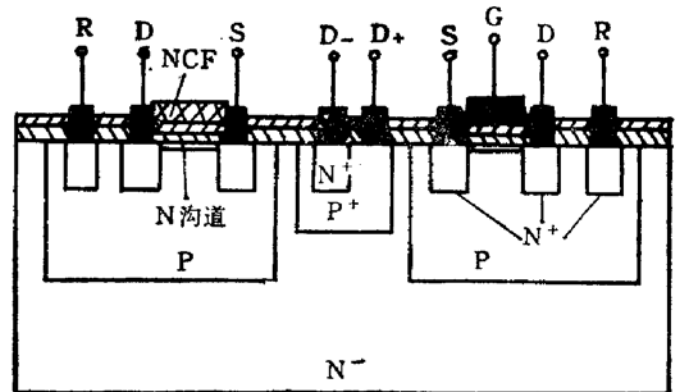 R D S D- D+ S G D R
NCF
N+
N沟道
P+
N+
P
P
N-